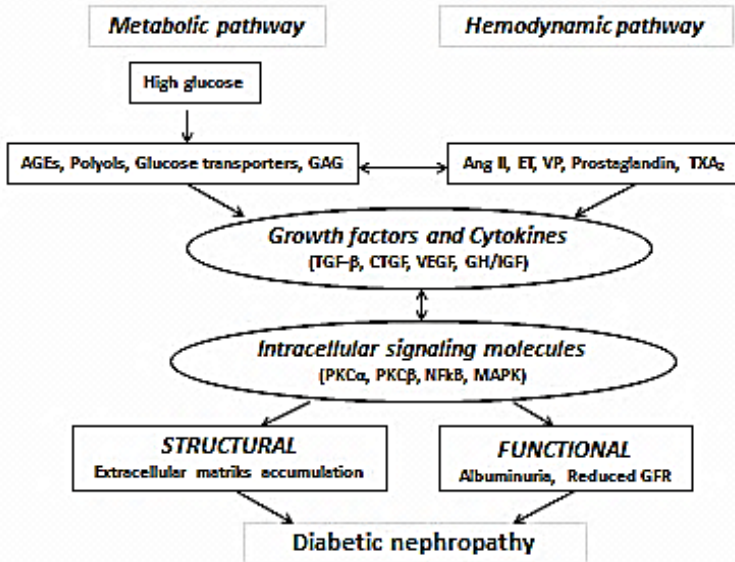 Metabolic pathway
Hemodynamic pathway
High glucose
AGEs, Polyols, Glucose transporters, GAG
Ang II, ET, VP, Prostaglandin, TXA₂
Growth factors and Cytokines
(TGF-β, CTGF, VEGF, GH/IGF)
Intracellular signaling molecules
(PKCα, PKCβ, NFkB, MAPK)
STRUCTURAL
Extracellular matriks accumulation
FUNCTIONAL
Albuminuria, Reduced GFR
Diabetic nephropathy